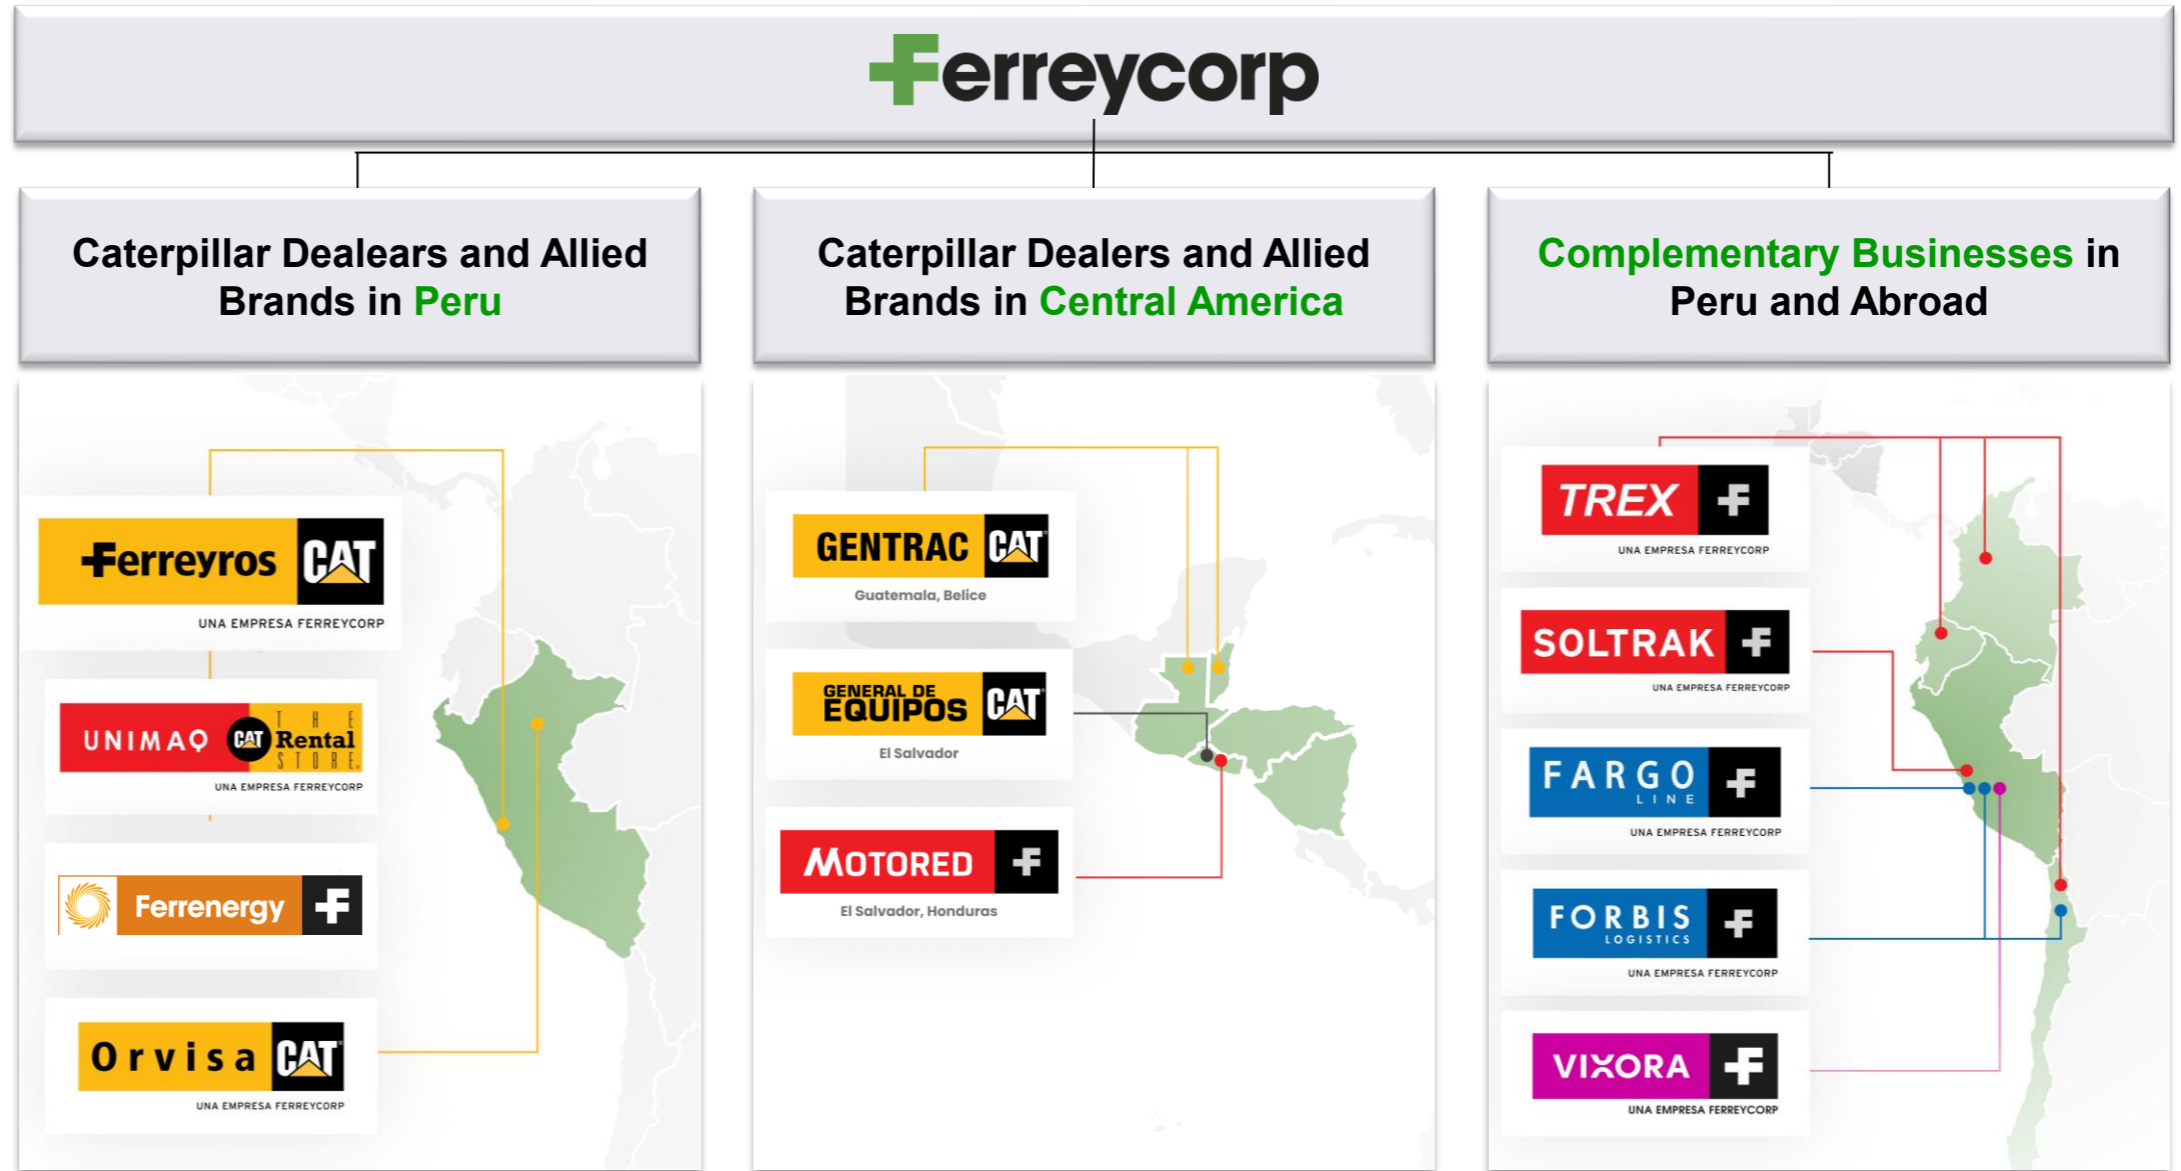 Ferreycorp
Caterpillar Dealears and Allied
Brands in Peru
Caterpillar Dealers and Allied
Brands in Central America
Complementary Businesses in
Peru and Abroad
Ferreyros CAT
UNA EMPRESA FERREYCORP
UNIMAQ CAT THE
Rental
STORE
UNA EMPRESA FERREYCORP
Ferrenergy F
Orvisa CAT
UNA EMPRESA FERREYCORP
GENTRAC CAT
Guatemala, Belice
GENERAL DE
EQUIPOS CAT
El Salvador
MOTORED F
El Salvador, Honduras
TREX F
UNA EMPRESA FERREYCORP
SOLTRAK F
UNA EMPRESA FERREYCORP
FARGO F
LINE
UNA EMPRESA FERREYCORP
FORBIS F
LOGISTICS
UNA EMPRESA FERREYCORP
VIXORA F
UNA EMPRESA FERREYCORP